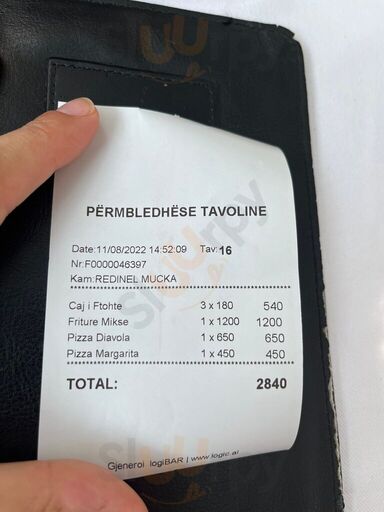 PËRMBLEDHËSE TAVOLINE
Date:11/08/2022 14:52:09 Tav:16
Nr:F0000046397
Kam:REDINEL MUCKA
Caj i Ftohte 3 x 180 540
Friture Mikse 1 x 1200 1200
Pizza Diavola 1 x 650 650
Pizza Margarita 1 x 450 450
TOTAL: 2840
Gjeneroi logiBAR | www.logic.al
Sluurpy